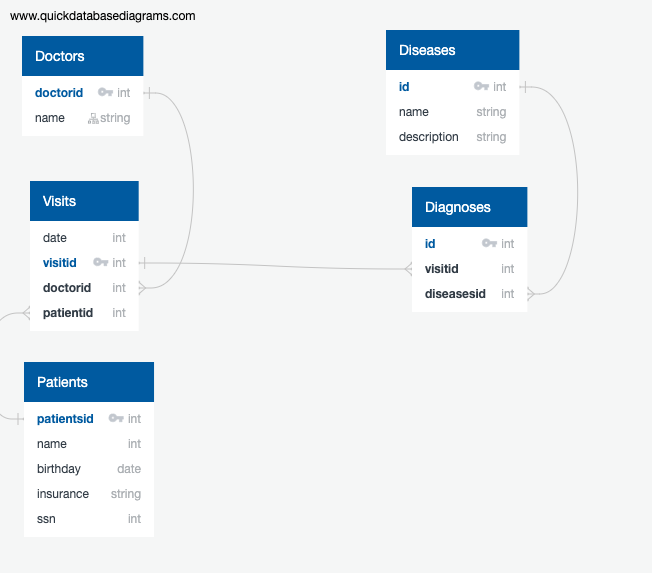 www.quickdatabasediagrams.com
Doctors
doctorid int
name string
Visits
date int
visitid int
doctorid int
patientid int
Patients
patientsid int
name int
birthday date
insurance string
ssn int
Diseases
id int
name string
description string
Diagnoses
id int
visitid int
diseasesid int